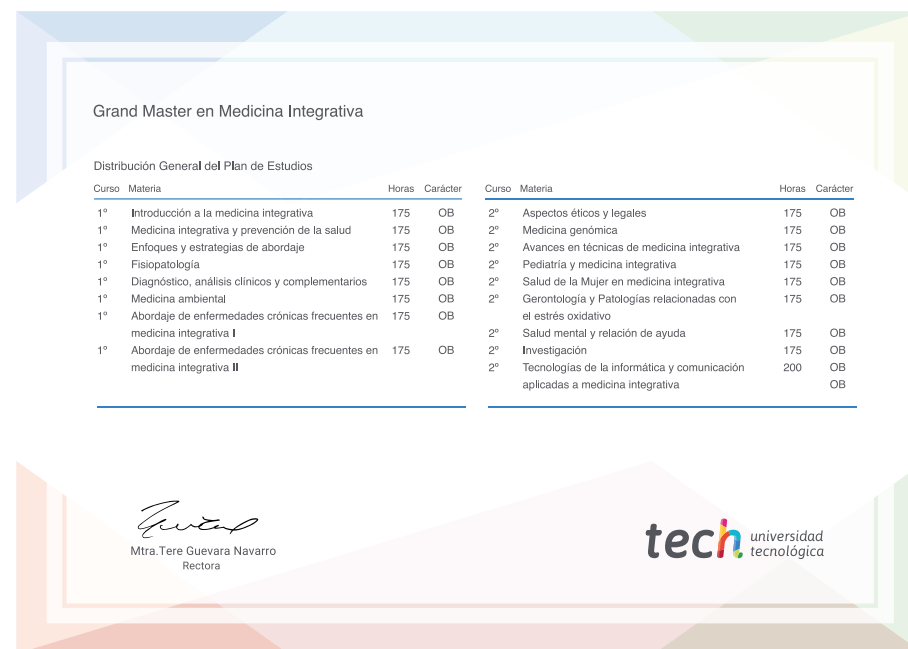 Grand Master en Medicina Integrativa
Distribución General del Plan de Estudios
Curso Materia Horas Carácter
1º Introducción a la medicina integrativa 175 OB
1º Medicina integrativa y prevención de la salud 175 OB
1º Enfoques y estrategias de abordaje 175 OB
1º Fisiopatología 175 OB
1º Diagnóstico, análisis clínicos y complementarios 175 OB
1º Medicina ambiental 175 OB
1º Abordaje de enfermedades crónicas frecuentes en 175 OB
medicina integrativa I
1º Abordaje de enfermedades crónicas frecuentes en 175 OB
medicina integrativa II
Curso Materia Horas Carácter
2º Aspectos éticos y legales 175 OB
2º Medicina genómica 175 OB
2º Avances en técnicas de medicina integrativa 175 OB
2º Pediatría y medicina integrativa 175 OB
2º Salud de la Mujer en medicina integrativa 175 OB
2º Gerontología y Patologías relacionadas con 175 OB
el estrés oxidativo
2º Salud mental y relación de ayuda 175 OB
2º Investigación 175 OB
2º Tecnologías de la informática y comunicación 200 OB
aplicadas a medicina integrativa OB
Mtra.Tere Guevara Navarro
Rectora
tech universidad
tecnológica